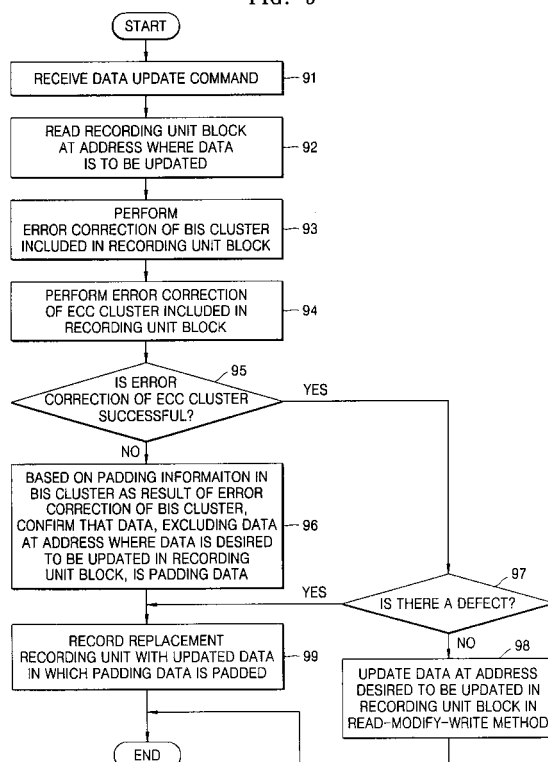 START
RECEIVE DATA UPDATE COMMAND
91
READ RECORDING UNIT BLOCK
AT ADDRESS WHERE DATA
IS TO BE UPDATED
92
PERFORM
ERROR CORRECTION OF BIS CLUSTER
INCLUDED IN RECORDING UNIT BLOCK
93
PERFORM ERROR CORRECTION
OF ECC CLUSTER INCLUDED IN
RECORDING UNIT BLOCK
94
95
IS ERROR
CORRECTION OF ECC CLUSTER
SUCCESSFUL?
YES
NO
BASED ON PADDING INFORMAITON IN
BIS CLUSTER AS RESULT OF ERROR
CORRECTION OF BIS CLUSTER,
CONFIRM THAT DATA, EXCLUDING DATA
AT ADDRESS WHERE DATA IS DESIRED
TO BE UPDATED IN RECORDING
UNIT BLOCK, IS PADDING DATA
96
97
IS THERE A DEFECT?
YES
NO
98
RECORD REPLACEMENT
RECORDING UNIT WITH UPDATED DATA
IN WHICH PADDING DATA IS PADDED
99
UPDATE DATA AT ADDRESS
DESIRED TO BE UPDATED IN
RECORDING UNIT BLOCK IN
READ-MODIFY-WRITE METHOD
END